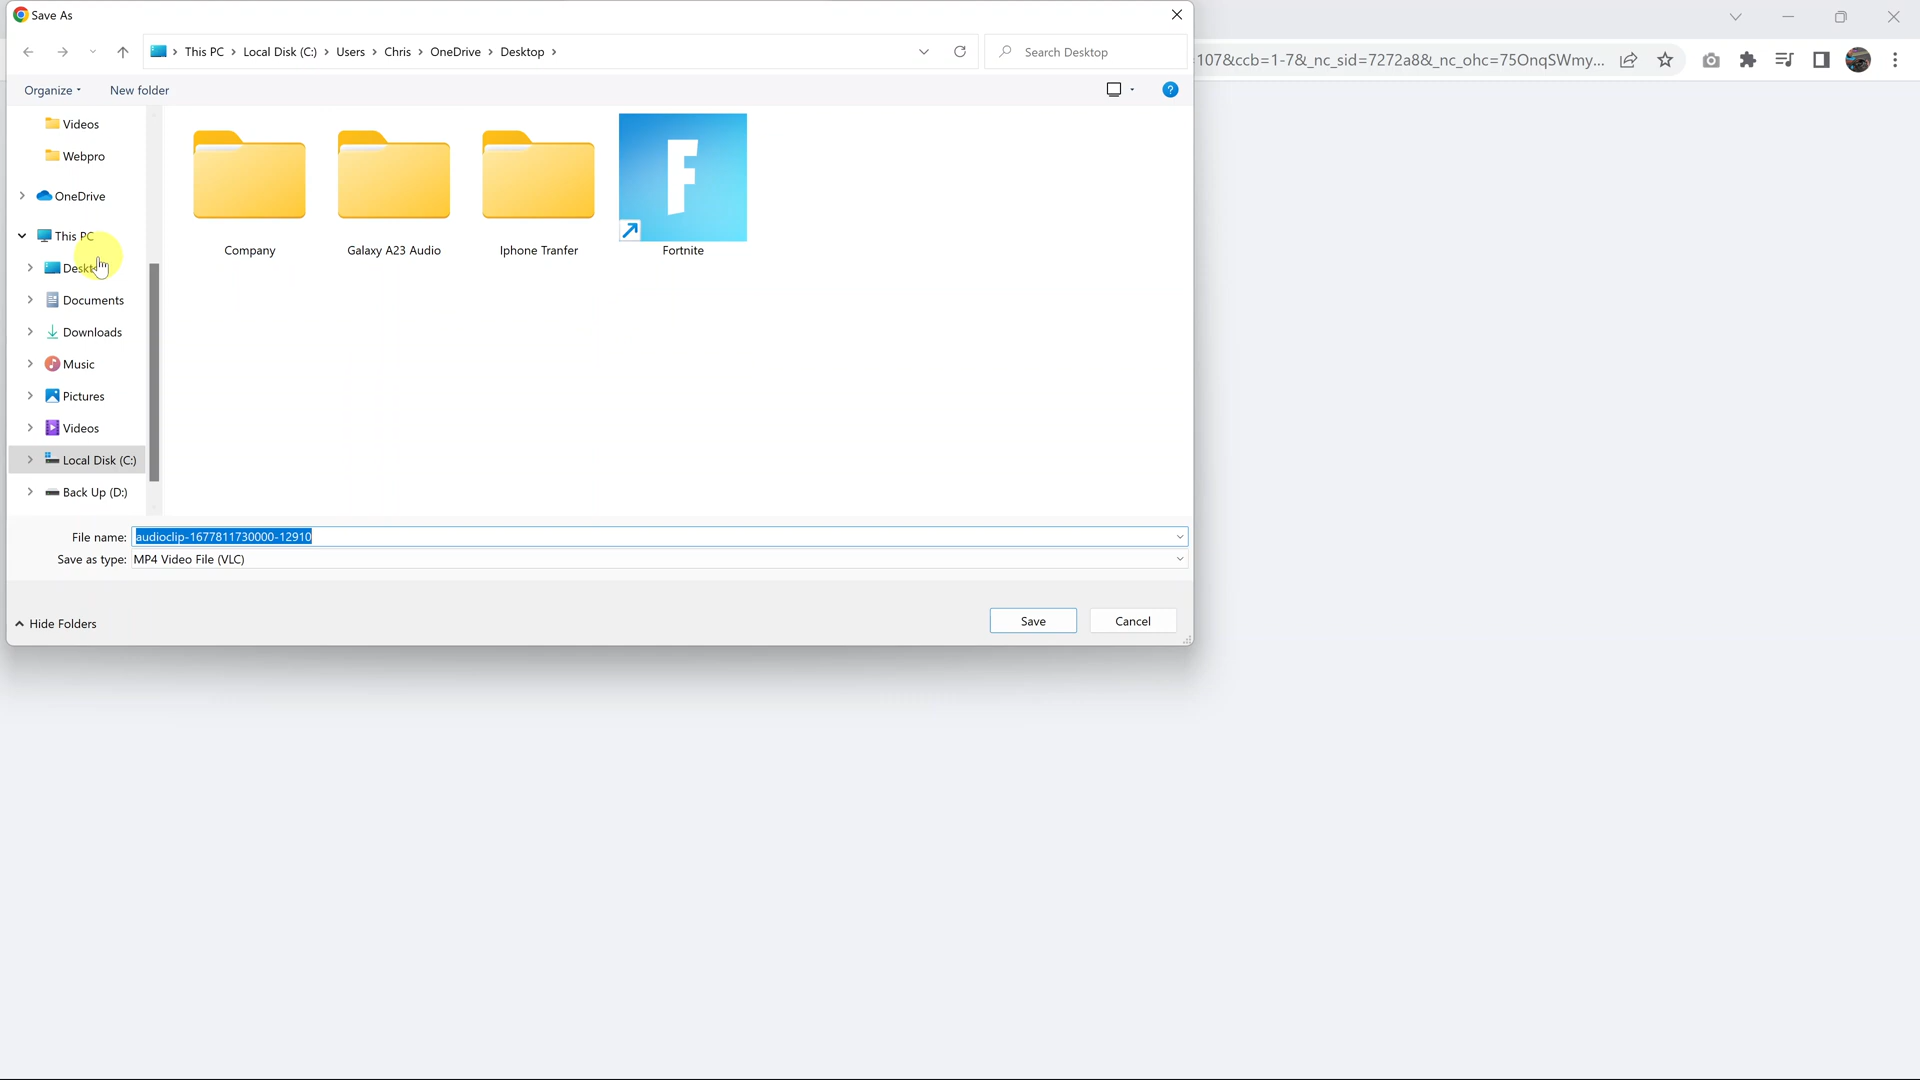 Save As
This PC > Local Disk (C:) > Users > Chris > OneDrive > Desktop >
Search Desktop
107&ccb=1-7&_nc_sid=7272a8&_nc_ohc=75OnqSWmy...
Organize
New folder
Videos
Webpro
OneDrive
This PC
Documents
Downloads
Music
Pictures
Videos
Local Disk (C:)
Back Up (D:)
F
Company
Galaxy A23 Audio
Iphone Tranfer
Fortnite
File name: audioclip-1677811730000-12910
Save as type: MP4 Video File (VLC)
Hide Folders
Save
Cancel